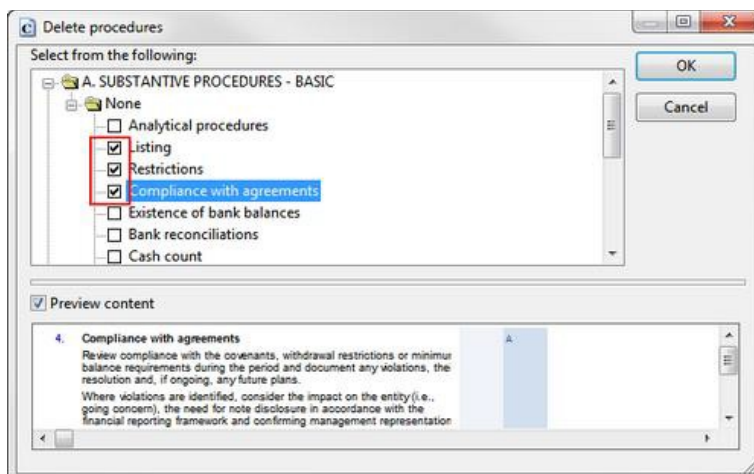 Delete procedures
Select from the following:
OK
Cancel
A. SUBSTANTIVE PROCEDURES - BASIC
None
Analytical procedures
Listing
Restrictions
Compliance with agreements
Existence of bank balances
Bank reconciliations
Cash count
Preview content
4. Compliance with agreements A
Review compliance with the covenants, withdrawal restrictions or minimur
balance requirements during the period and document any violations, the
resolution and, if ongoing, any future plans.
Where violations are identified, consider the impact on the entity (i.e.,
going concern), the need for note disclosure in accordance with the
financial reporting framework and confirming management representation